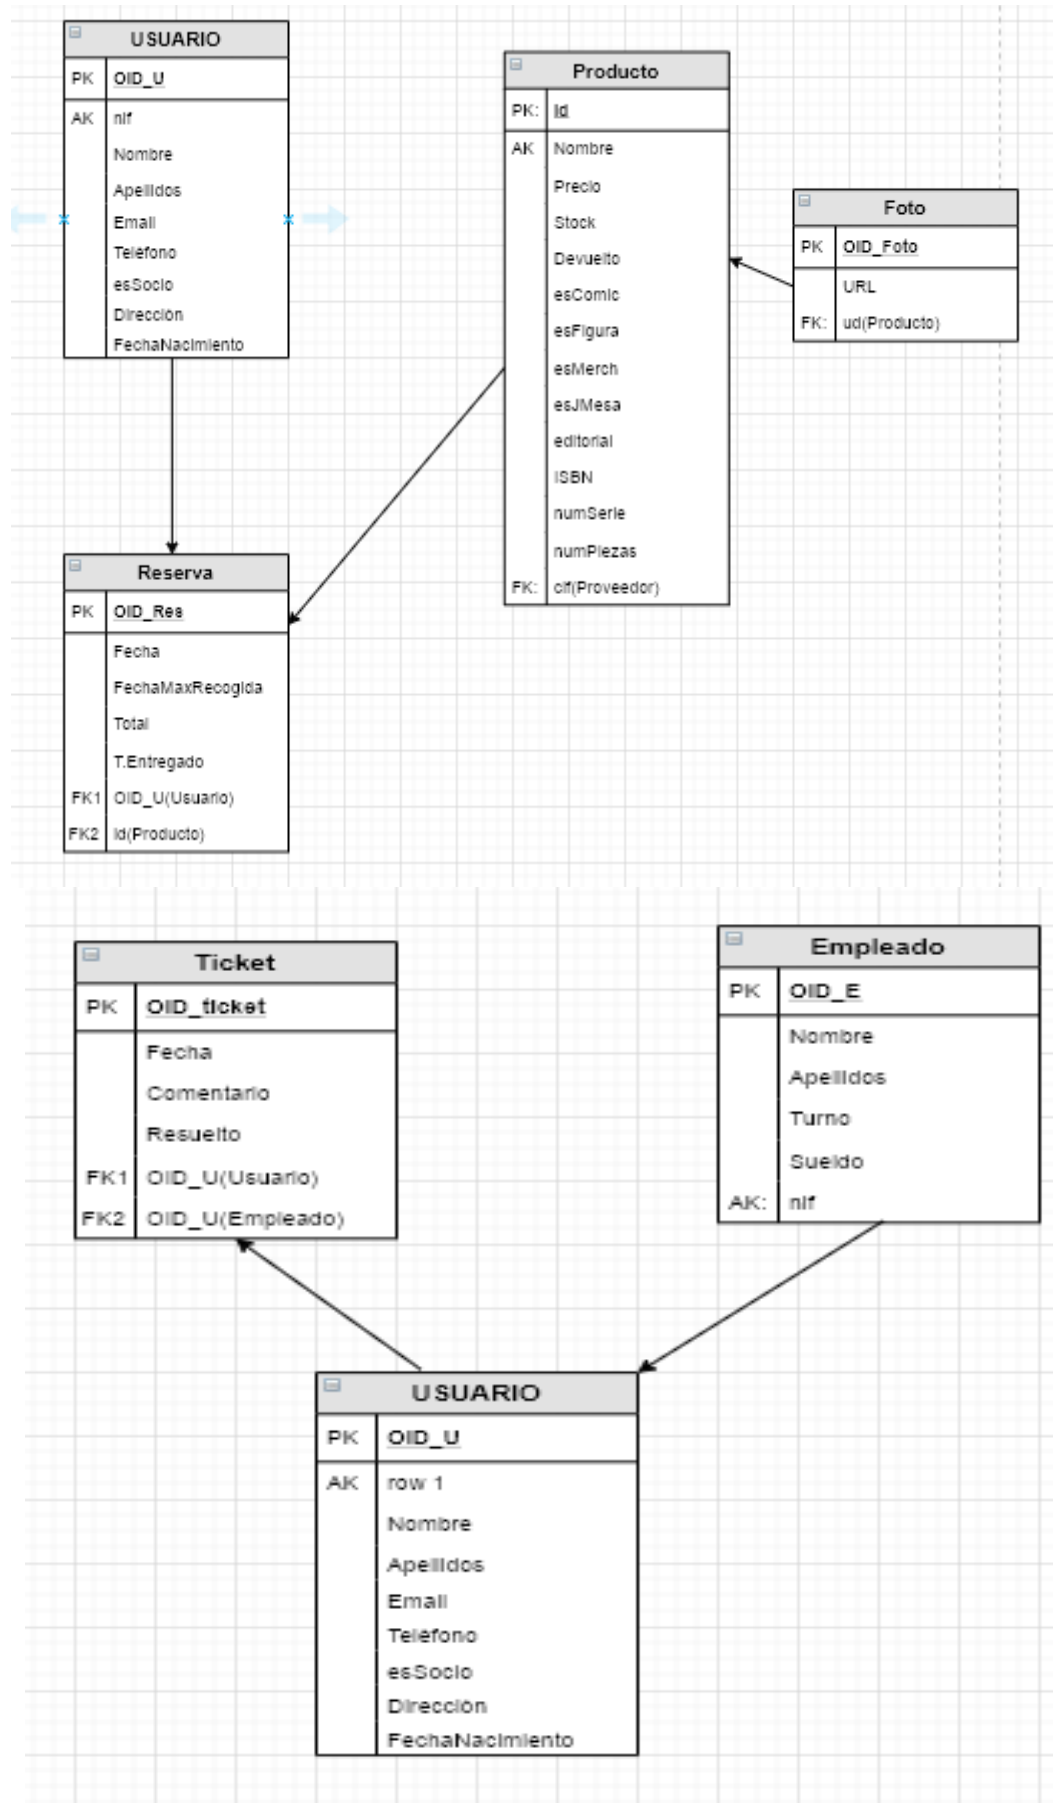 USUARIO
PK OID_U
AK nif
Nombre
Apellidos
Email
Teléfono
esSocio
Dirección
FechaNacimiento
Producto
PK: id
AK Nombre
Precio
Stock
Devuelto
esComic
esFigura
esMerch
esJMesa
editorial
ISBN
numSerie
numPiezas
FK: cif(Proveedor)
Foto
PK OID_Foto
URL
FK: ud(Producto)
Reserva
PK OID_Res
Fecha
FechaMaxRecogida
Total
T.Entregado
FK1 OID_U(Usuario)
FK2 id(Producto)
Ticket
PK OID_ticket
Fecha
Comentario
Resuelto
FK1 OID_U(Usuario)
FK2 OID_U(Empleado)
Empleado
PK OID_E
Nombre
Apellidos
Turno
Sueldo
AK: nif
USUARIO
PK OID_U
AK row 1
Nombre
Apellidos
Email
Teléfono
esSocio
Dirección
FechaNacimiento